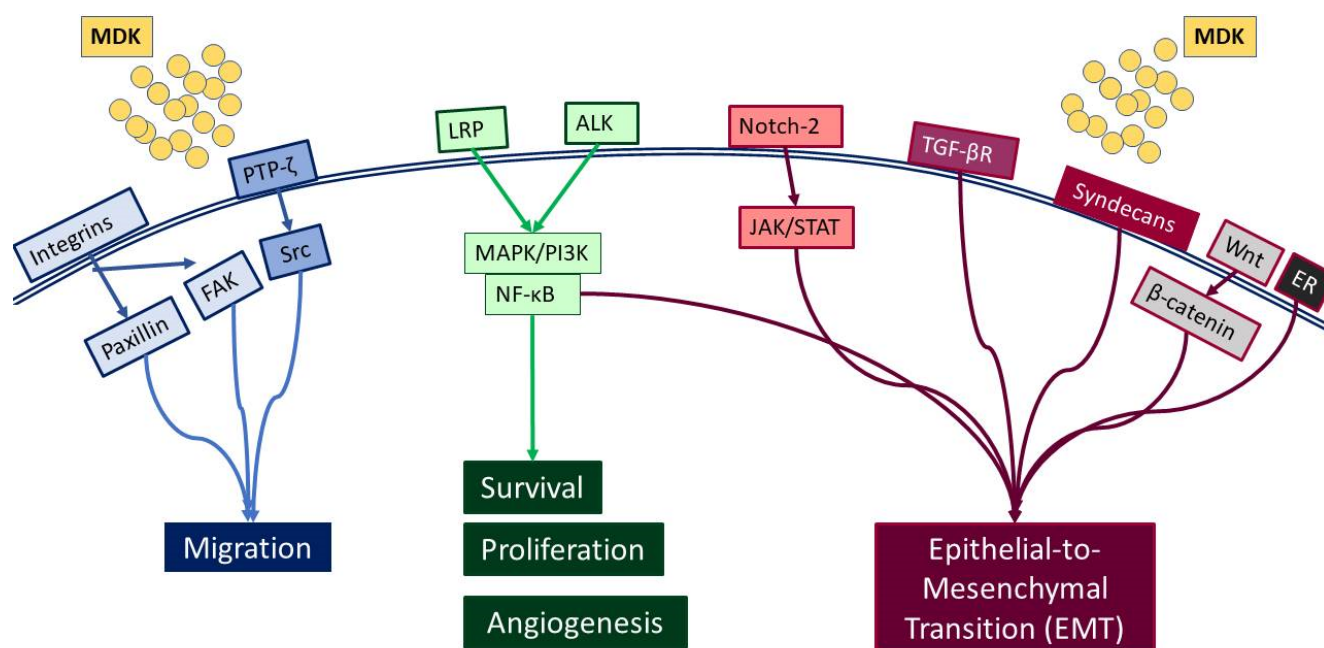 MDK
MDK
LRP
ALK
Notch-2
TGF-βR
PTP-ζ
Syndecans
Integrins
Src
FAK
Paxillin
MAPK/PI3K
NF-κB
JAK/STAT
Wnt
ER
β-catenin
Migration
Survival
Proliferation
Angiogenesis
Epithelial-to-
Mesenchymal
Transition (EMT)